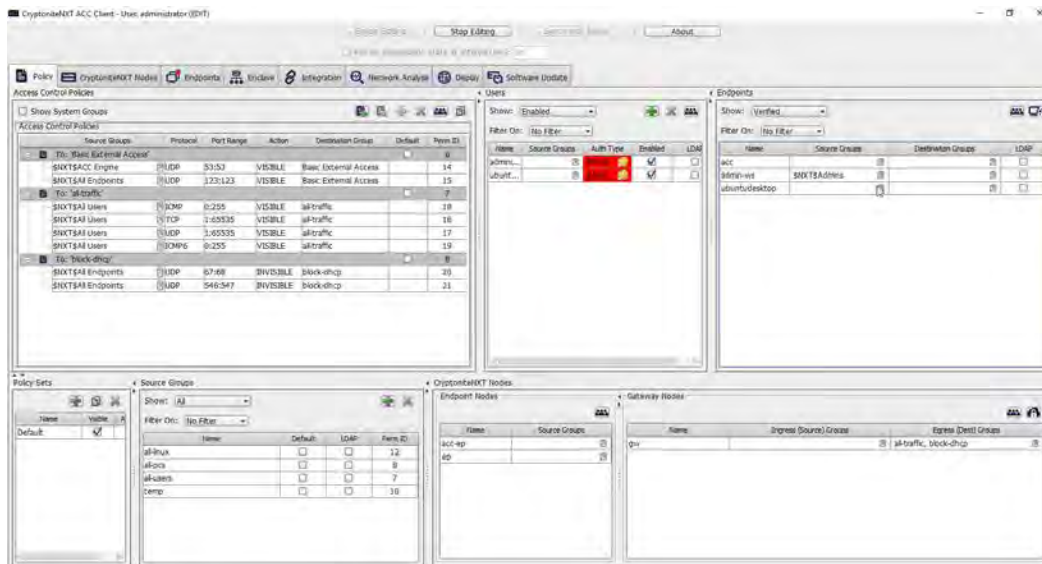 CryptoniteNXT ACC Client - User: administrator (EDIT)
Stop Editing About
Policy CryptoniteNXT Nodes Endpoints Enclave Integration Network Analysis Display Software Update
Access Control Policies
Show System Groups
Access Control Policies
Source Groups Protocol Port Range Action Destination Group Default Perm ID
To: 'Basic External Access' 6
$NXT$ACC Engine UDP 53:53 VISIBLE Basic External Access 14
$NXT$All Endpoints UDP 123:123 VISIBLE Basic External Access 15
To: 'all-traffic' 7
$NXT$All Users ICMP 0:255 VISIBLE all-traffic 18
$NXT$All Users TCP 1:65535 VISIBLE all-traffic 16
$NXT$All Users UDP 1:65535 VISIBLE all-traffic 17
$NXT$All Users ICMP6 0:255 VISIBLE all-traffic 19
To: 'block-dhcp' 8
$NXT$All Endpoints UDP 67:68 INVISIBLE block-dhcp 20
$NXT$All Endpoints UDP 546:547 INVISIBLE block-dhcp 21
Users
Show: Enabled
Filter On: No Filter
Name Source Groups Auth Type Enabled LDAP
admini...
ubunt...
Endpoints
Show: Verified
Filter On: No Filter
Name Source Groups Destination Groups LDAP
acc
admin-ws $NXT$Admins
ubuntudesktop
Policy Sets
Name Visible A
Default
Source Groups
Show: All
Filter On: No Filter
Name Default LDAP Perm ID
all-linux 12
all-pcs 9
all-users 7
temp 10
CryptoniteNXT Nodes
Endpoint Nodes
Name Source Groups
acc-ep
ep
Gateway Nodes
Name Ingress (Source) Groups Egress (Dest) Groups
gw all-traffic, block-dhcp